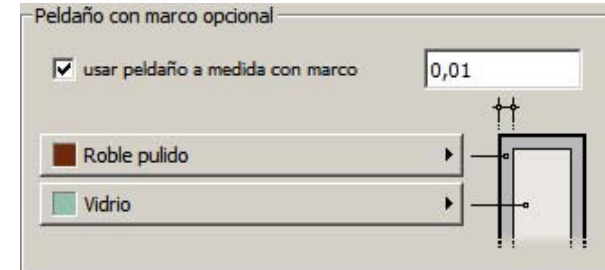 Peldaño con marco opcional
usar peldaño a medida con marco
0,01
Roble pulido
Vidrio